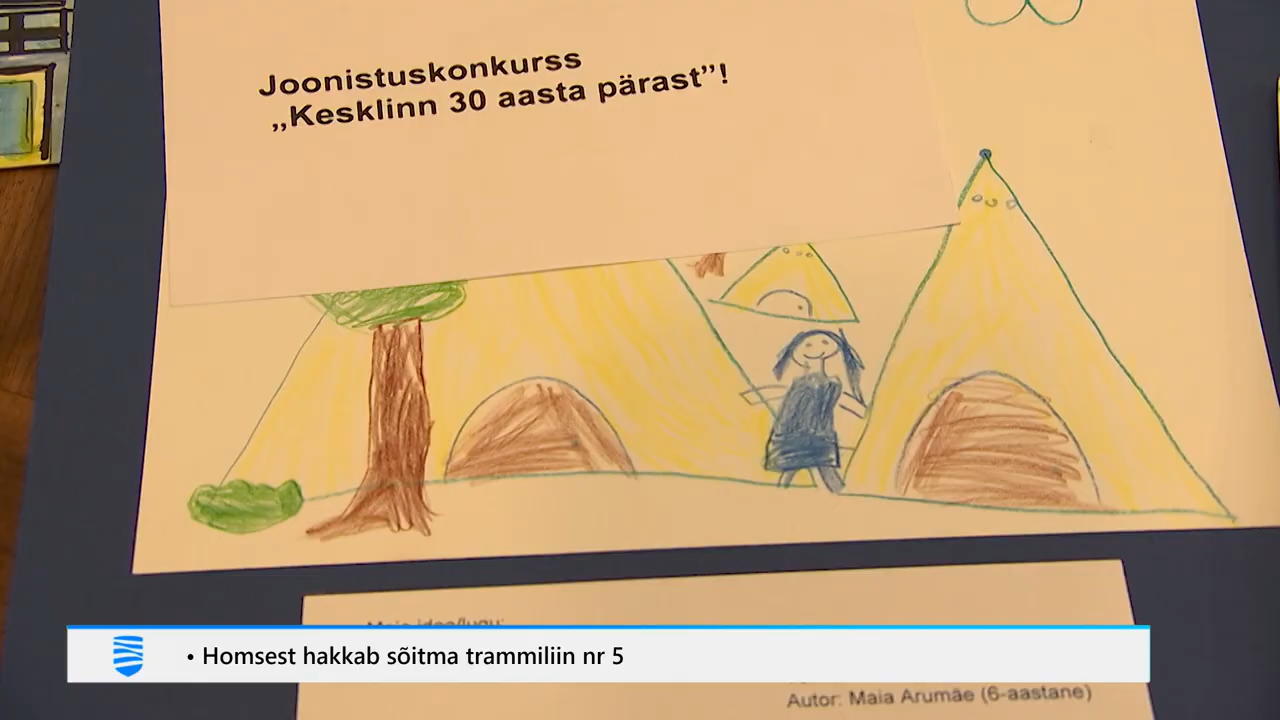 Joonistuskonkurss
„Kesklinn 30 aasta pärast”!
• Homsest hakkab sõitma trammiliin nr 5
Autor: Maia Arumäe (6-aastane)